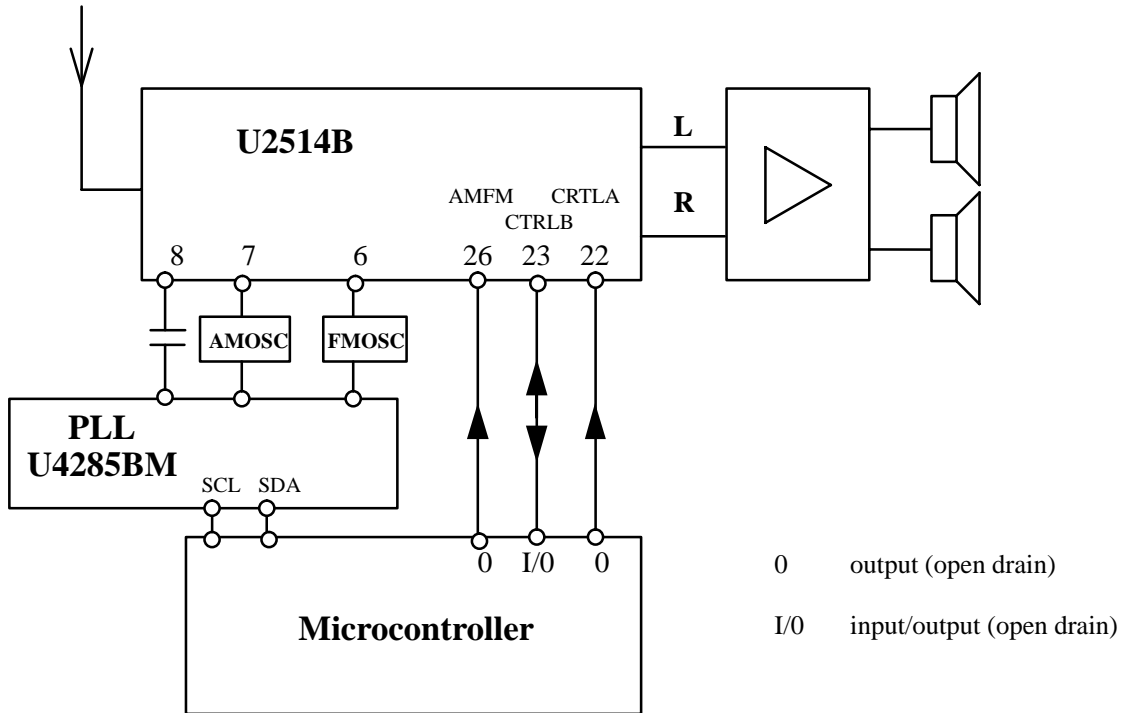 U2514B
L
R
AMFM
CRTLA
CTRLB
8
7
6
26
23
22
AMOSC
FMOSC
PLL
U4285BM
SCL
SDA
0
I/0
0
Microcontroller
0 output (open drain)
I/0 input/output (open drain)